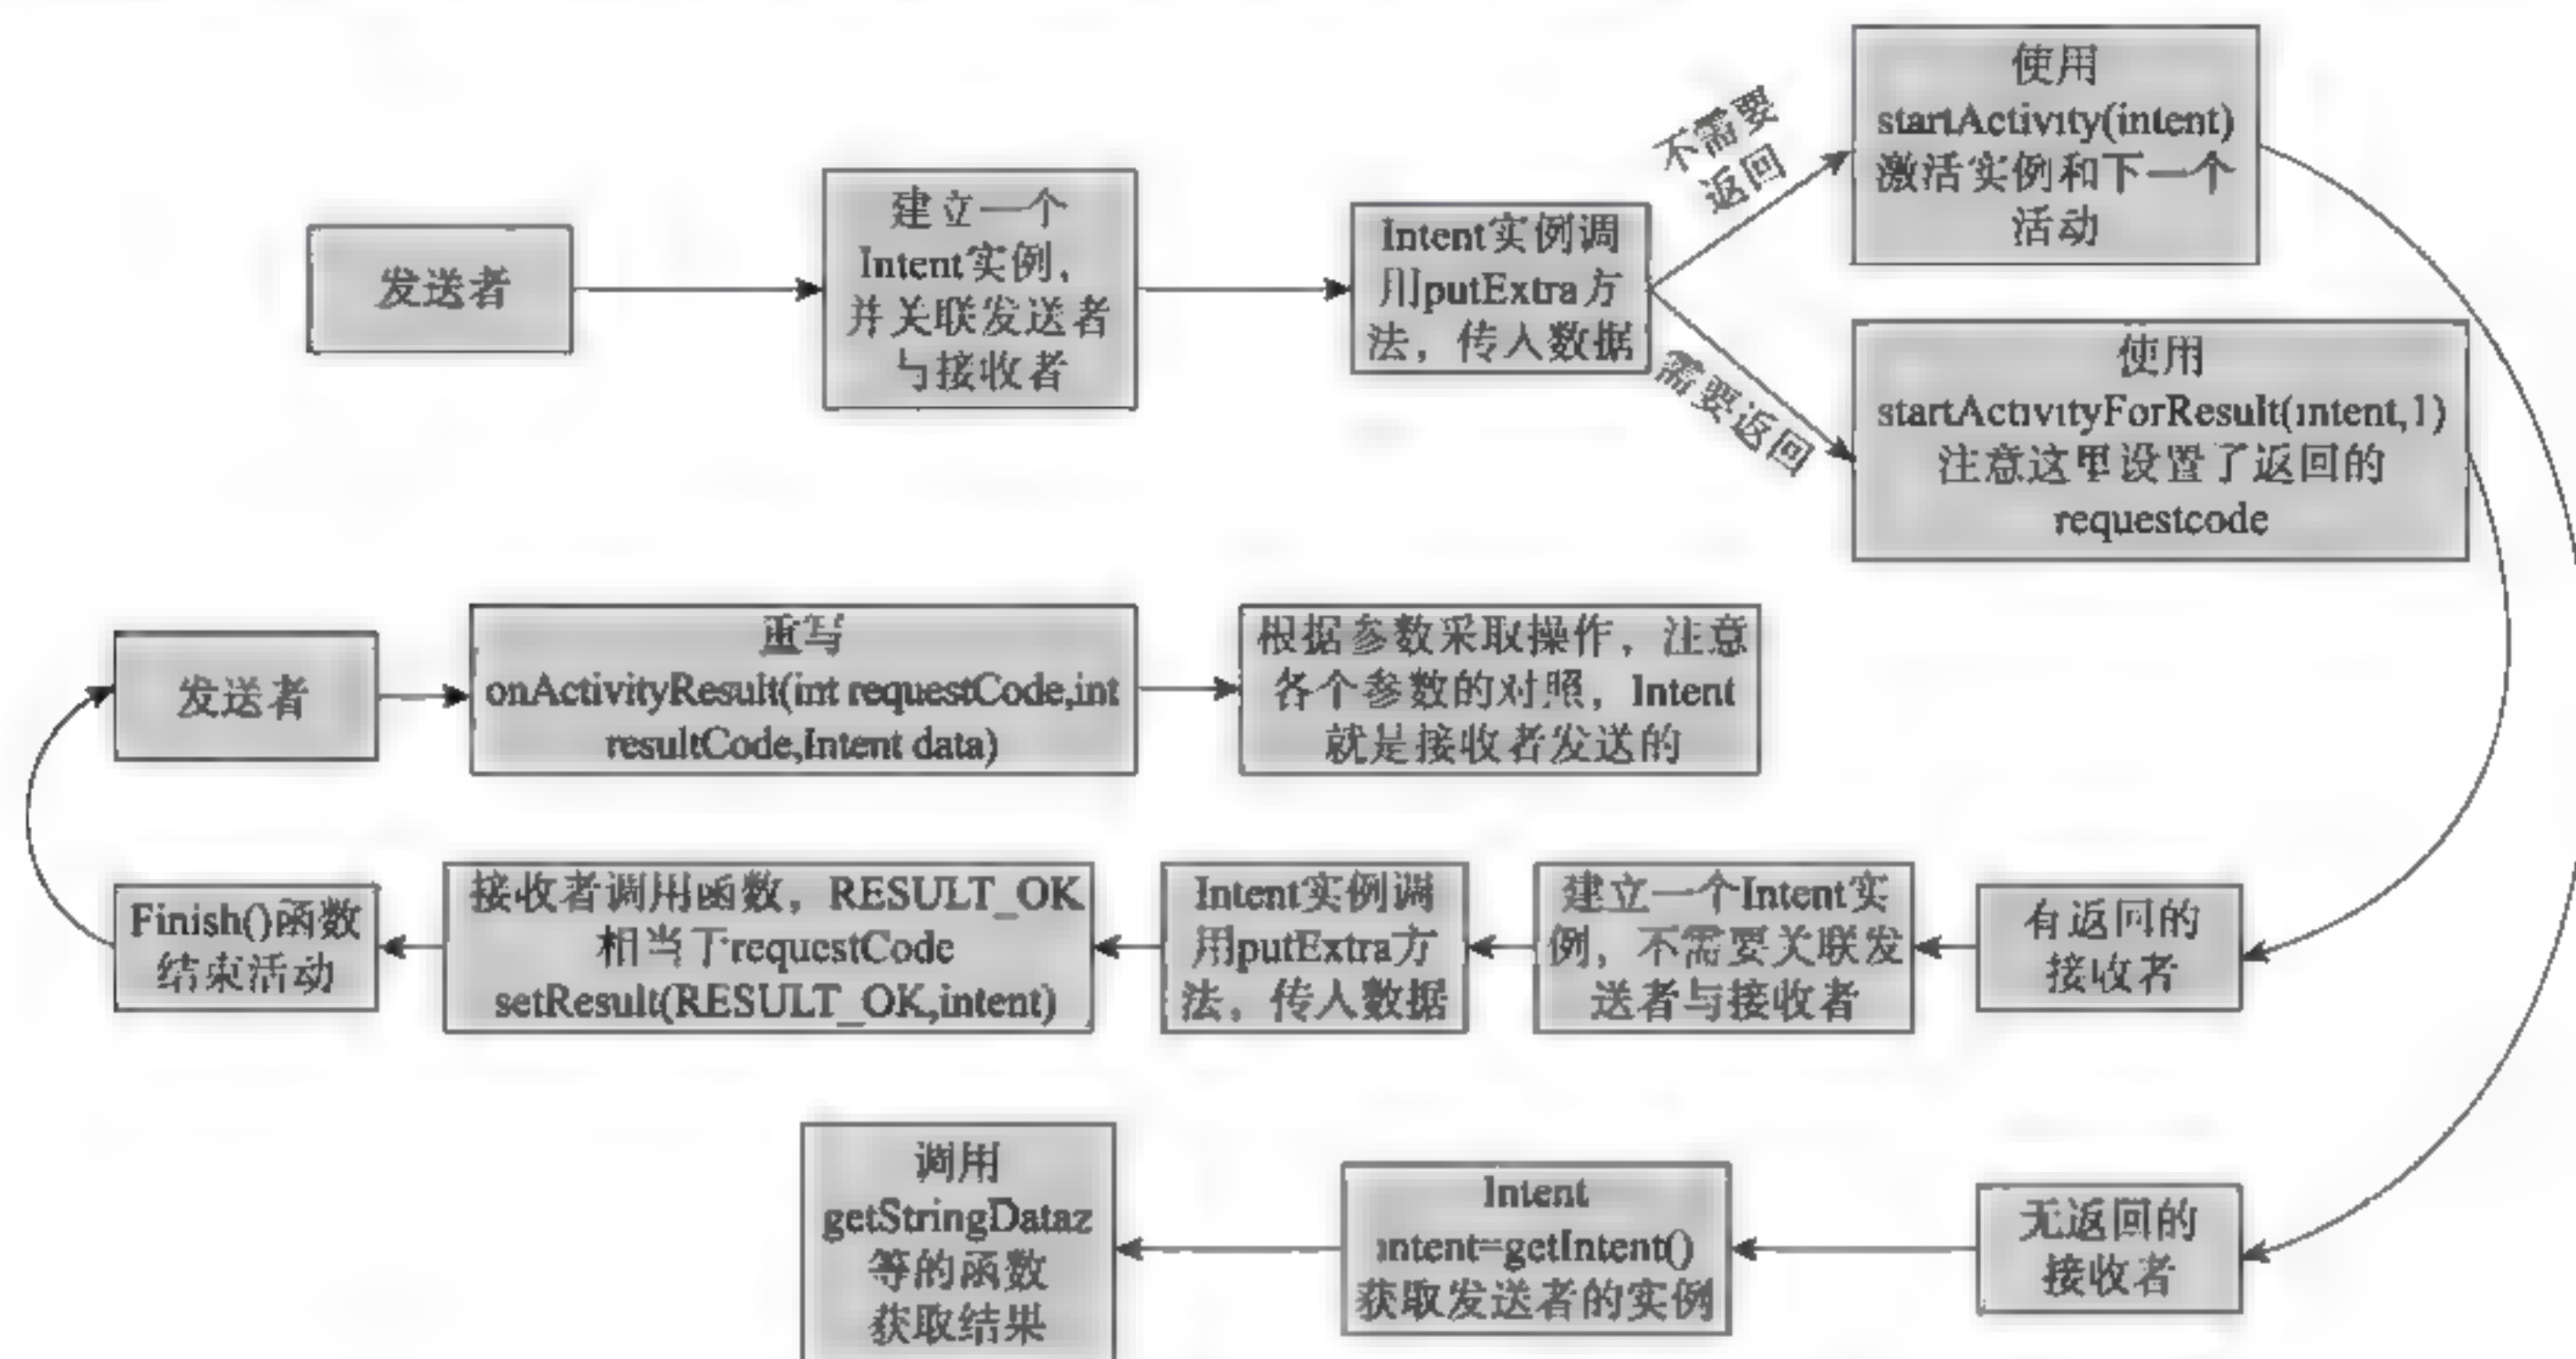 发送者
建立一个
Intent实例，
并关联发送者
与接收者
Intent实例调
用putExtra方
法，传入数据
不需要
返回
需要返回
使用
startActivity(intent)
激活实例和下一个
活动
使用
startActivityForResult(intent,1)
注意这里设置了返回的
requestcode
发送者
重写
onActivityResult(int requestCode,int
resultCode,Intent data)
根据参数采取操作，注意
各个参数的对照，Intent
就是接收者发送的
有返回的
接收者
建立一个Intent实
例，不需要关联发
送者与接收者
Intent实例调
用putExtra方
法，传入数据
接收者调用函数，RESULT_OK
相当于requestCode
setResult(RESULT_OK,intent)
Finish()函数
结束活动
无返回的
接收者
Intent
intent=getIntent()
获取发送者的实例
调用
getStringDataz
等的函数
获取结果